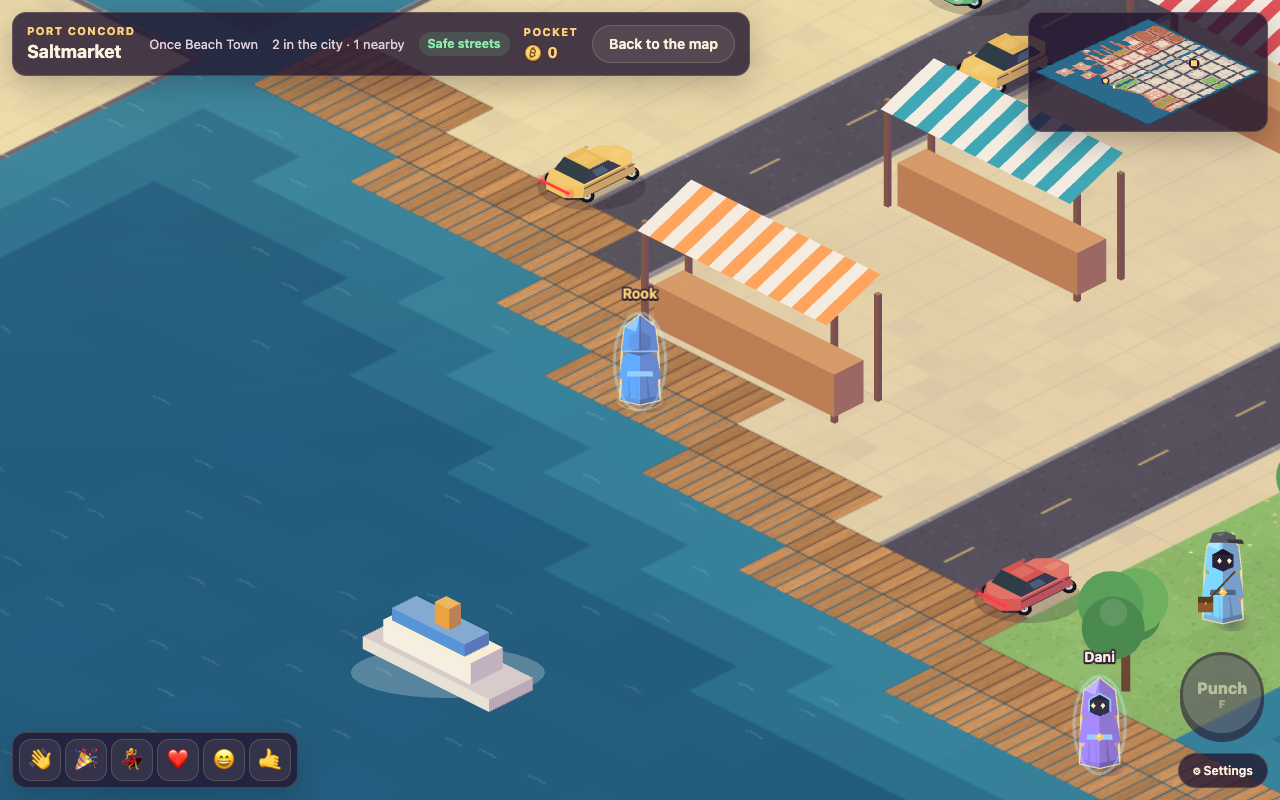 PORT CONCORD
Saltmarket
Once Beach Town
2 in the city · 1 nearby
Safe streets
POCKET
0
Back to the map
Rook
Dani
Punch
F
Settings